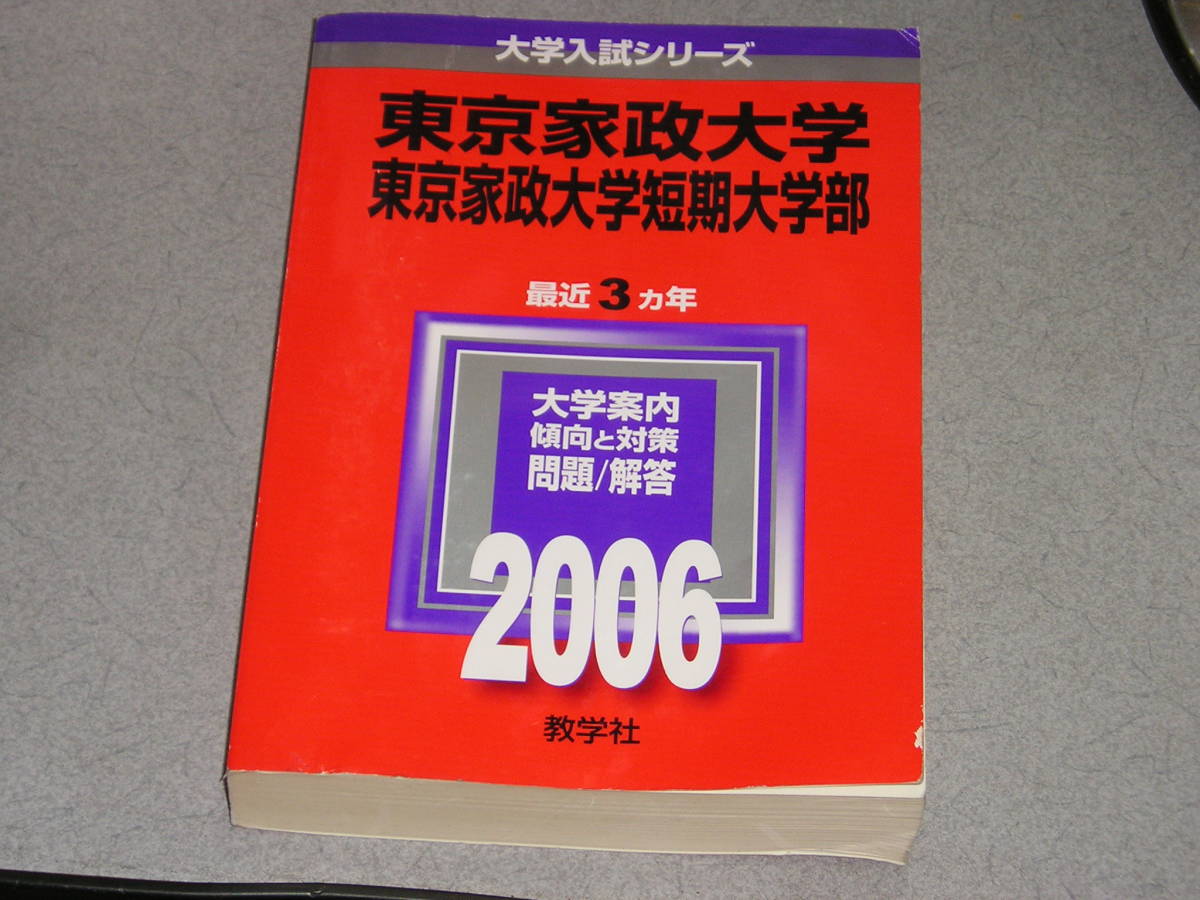 大学入試シリーズ
東京家政大学
東京家政大学短期大学部
最近3ヵ年
大学案内
傾向と対策
問題/解答
2006
教学社